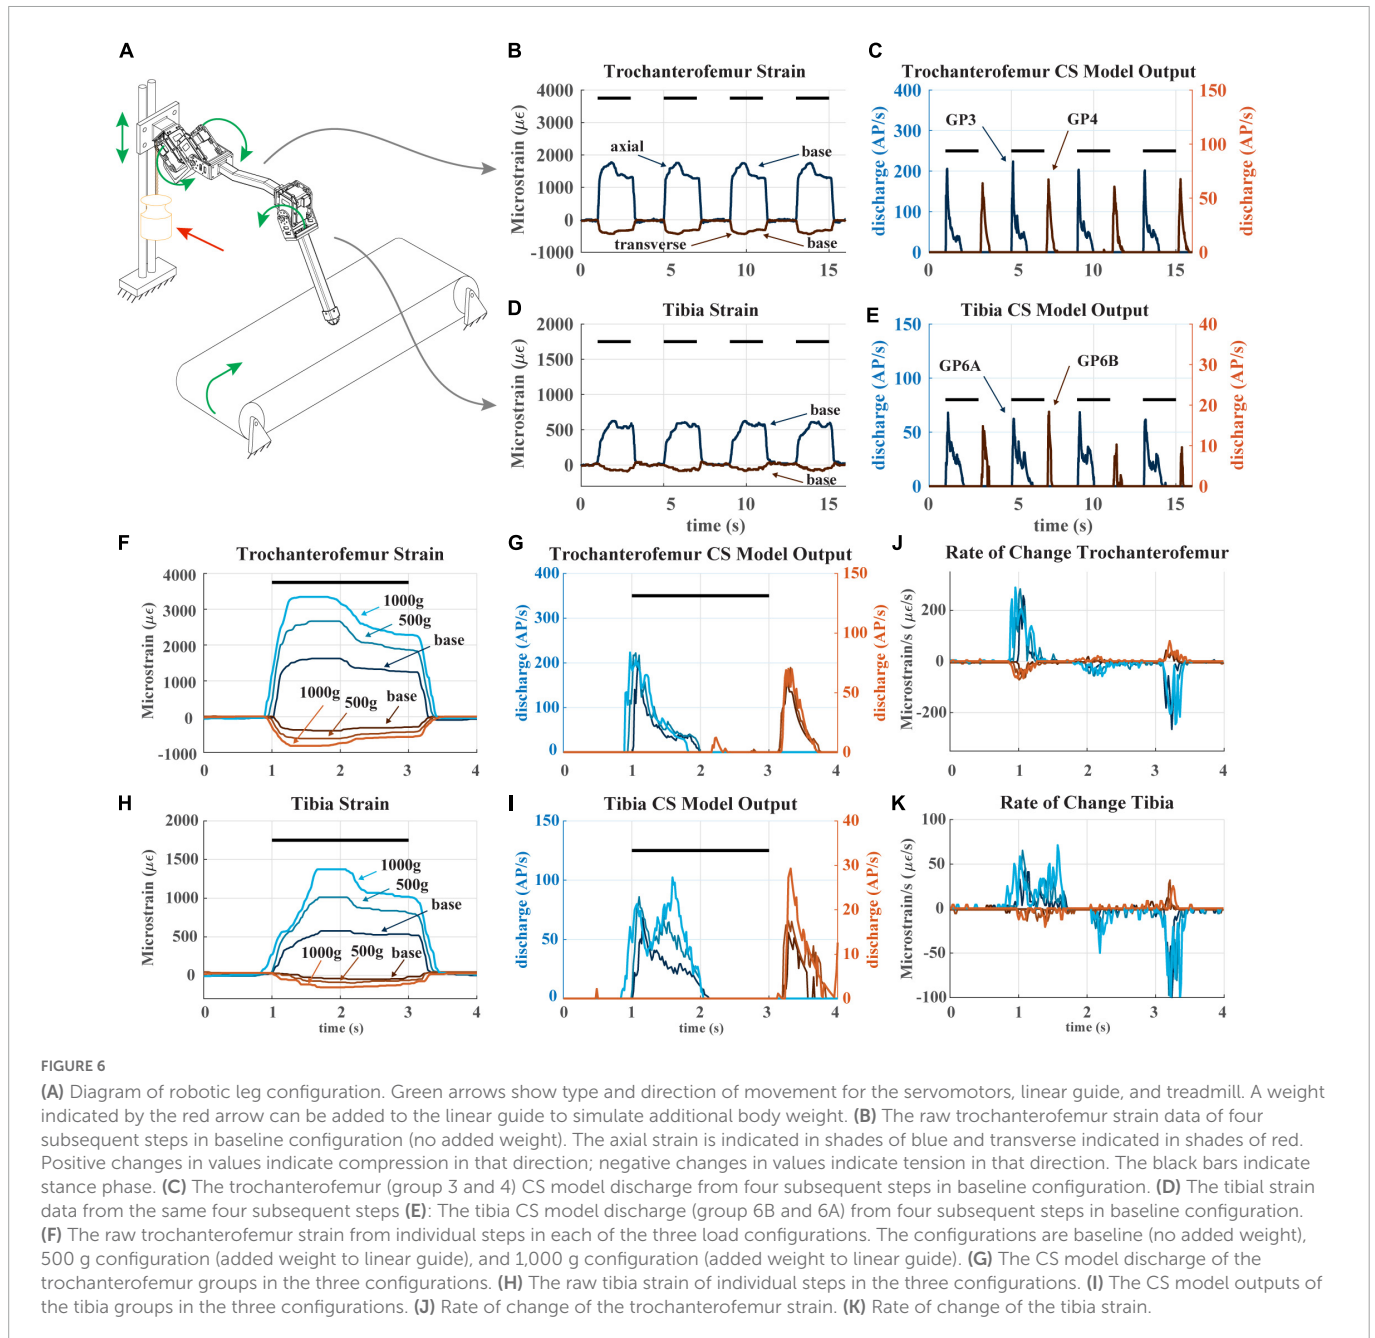 A
B
Trochanterofemur Strain
4000
3000
2000
1000
0
-1000
Microstrain (με)
axial
base
transverse
base
0
5
10
15
C
Trochanterofemur CS Model Output
400
300
200
100
0
discharge (AP/s)
GP3
GP4
150
100
50
0
discharge (AP/s)
0
5
10
15
D
Tibia Strain
2000
1500
1000
500
0
Microstrain (με)
base
base
0
5
10
15
time (s)
E
Tibia CS Model Output
150
100
50
0
discharge (AP/s)
GP6A
GP6B
40
30
20
10
0
discharge (AP/s)
0
5
10
15
time (s)
F
Trochanterofemur Strain
4000
3000
2000
1000
0
-1000
Microstrain (με)
1000g
500g
base
1000g
500g
base
0
1
2
3
4
G
Trochanterofemur CS Model Output
400
300
200
100
0
discharge (AP/s)
150
100
50
0
discharge (AP/s)
0
1
2
3
4
J
Rate of Change Trochanterofemur
200
0
-200
Microstrain/s (με/s)
0
1
2
3
4
H
Tibia Strain
2000
1500
1000
500
0
Microstrain (με)
1000g
500g
base
1000g
500g
base
0
1
2
3
4
time (s)
I
Tibia CS Model Output
150
100
50
0
discharge (AP/s)
40
30
20
10
0
discharge (AP/s)
0
1
2
3
4
time (s)
K
Rate of Change Tibia
100
50
0
-50
-100
Microstrain/s (με/s)
0
1
2
3
4
time (s)
FIGURE 6
(A) Diagram of robotic leg configuration. Green arrows show type and direction of movement for the servomotors, linear guide, and treadmill. A weight
indicated by the red arrow can be added to the linear guide to simulate additional body weight. (B) The raw trochanterofemur strain data of four
subsequent steps in baseline configuration (no added weight). The axial strain is indicated in shades of blue and transverse indicated in shades of red.
Positive changes in values indicate compression in that direction; negative changes in values indicate tension in that direction. The black bars indicate
stance phase. (C) The trochanterofemur (group 3 and 4) CS model discharge from four subsequent steps in baseline configuration. (D) The tibial strain
data from the same four subsequent steps (E): The tibia CS model discharge (group 6B and 6A) from four subsequent steps in baseline configuration.
(F) The raw trochanterofemur strain from individual steps in each of the three load configurations. The configurations are baseline (no added weight),
500 g configuration (added weight to linear guide), and 1,000 g configuration (added weight to linear guide). (G) The CS model discharge of the
trochanterofemur groups in the three configurations. (H) The raw tibia strain of individual steps in the three configurations. (I) The CS model outputs of
the tibia groups in the three configurations. (J) Rate of change of the trochanterofemur strain. (K) Rate of change of the tibia strain.